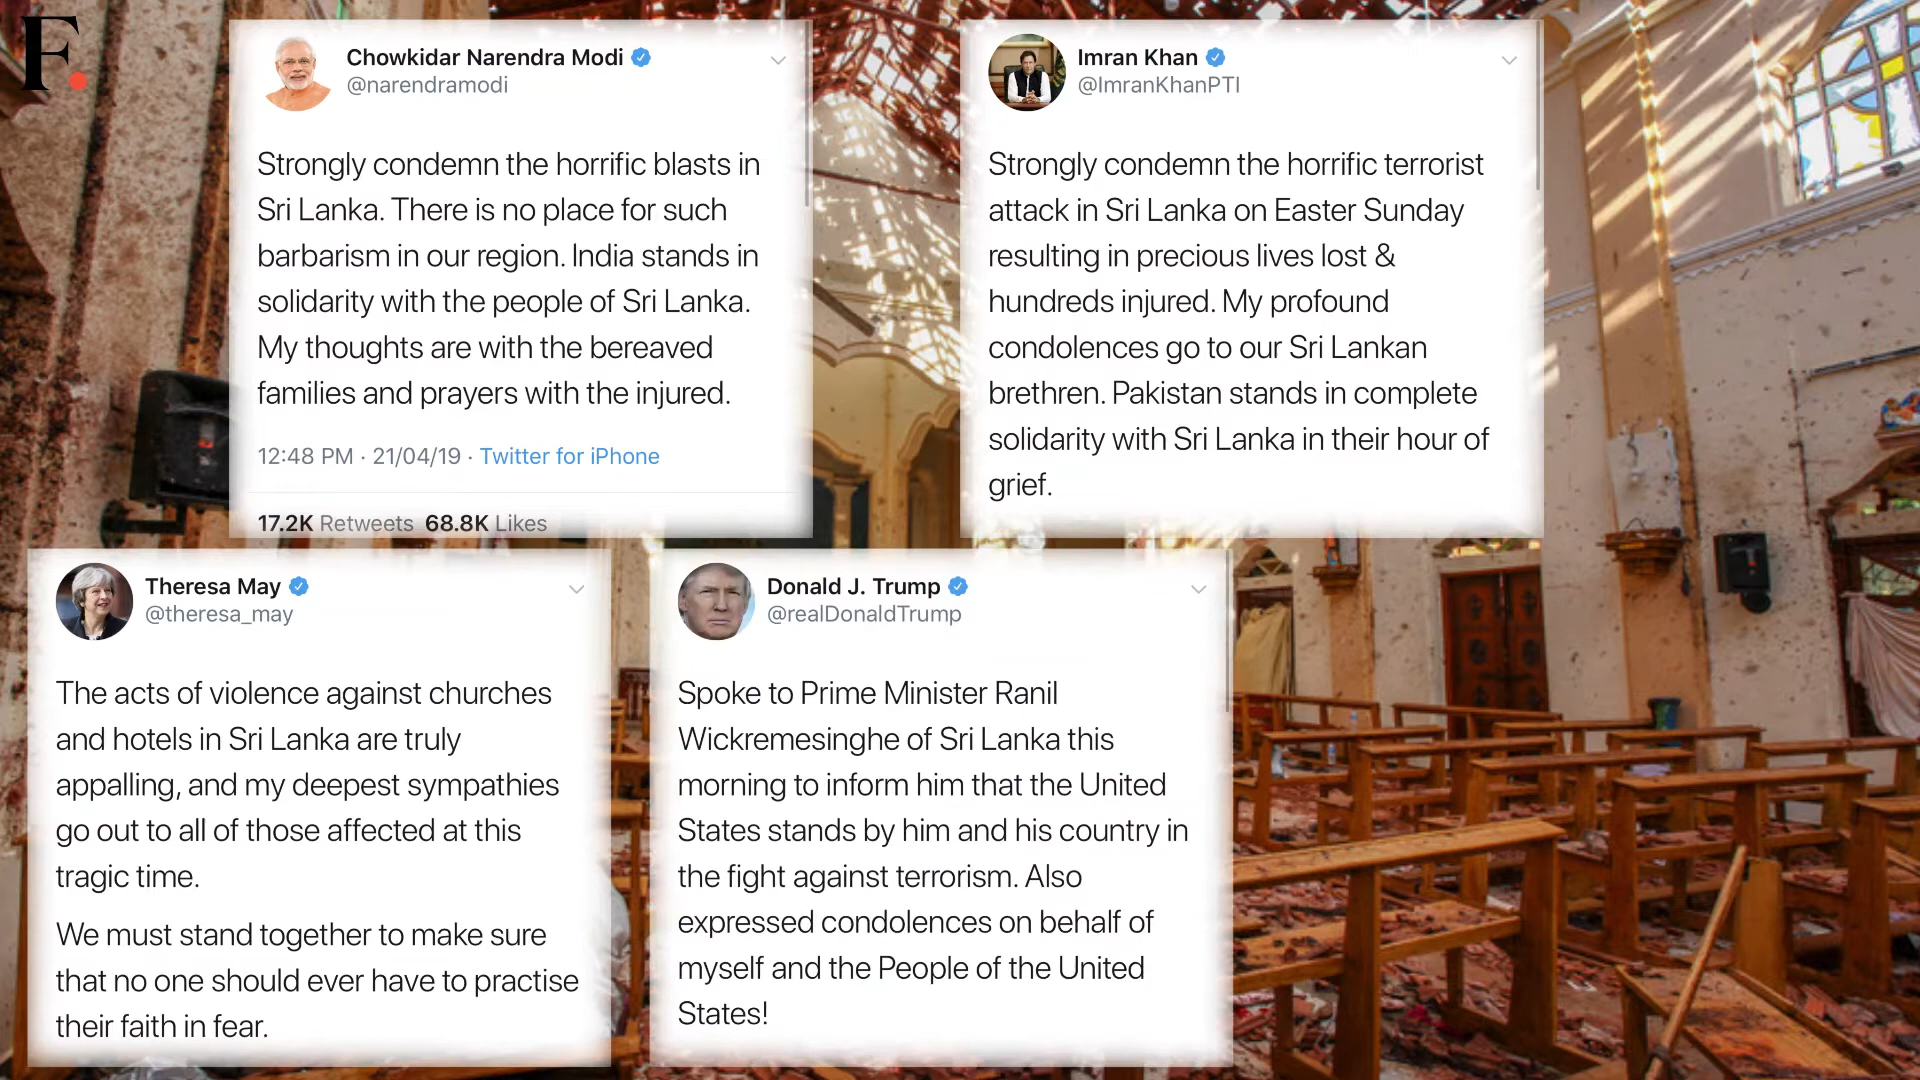 F.
Chowkidar Narendra Modi
@narendramodi
Strongly condemn the horrific blasts in
Sri Lanka. There is no place for such
barbarism in our region. India stands in
solidarity with the people of Sri Lanka.
My thoughts are with the bereaved
families and prayers with the injured.
12:48 PM · 21/04/19 · Twitter for iPhone
17.2K Retweets 68.8K Likes
Imran Khan
@ImranKhanPTI
Strongly condemn the horrific terrorist
attack in Sri Lanka on Easter Sunday
resulting in precious lives lost &
hundreds injured. My profound
condolences go to our Sri Lankan
brethren. Pakistan stands in complete
solidarity with Sri Lanka in their hour of
grief.
Theresa May
@theresa_may
The acts of violence against churches
and hotels in Sri Lanka are truly
appalling, and my deepest sympathies
go out to all of those affected at this
tragic time.
We must stand together to make sure
that no one should ever have to practise
their faith in fear.
Donald J. Trump
@realDonaldTrump
Spoke to Prime Minister Ranil
Wickremesinghe of Sri Lanka this
morning to inform him that the United
States stands by him and his country in
the fight against terrorism. Also
expressed condolences on behalf of
myself and the People of the United
States!